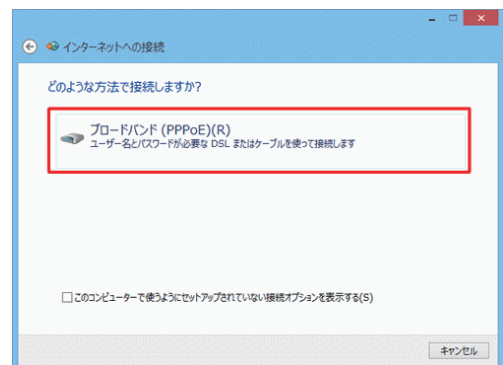 インターネットへの接続
どのような方法で接続しますか?
ブロードバンド (PPPoE)(R)
ユーザー名とパスワードが必要な DSL またはケーブルを使って接続します
このコンピューターで使うようにセットアップされていない接続オプションを表示する(S)
キャンセル